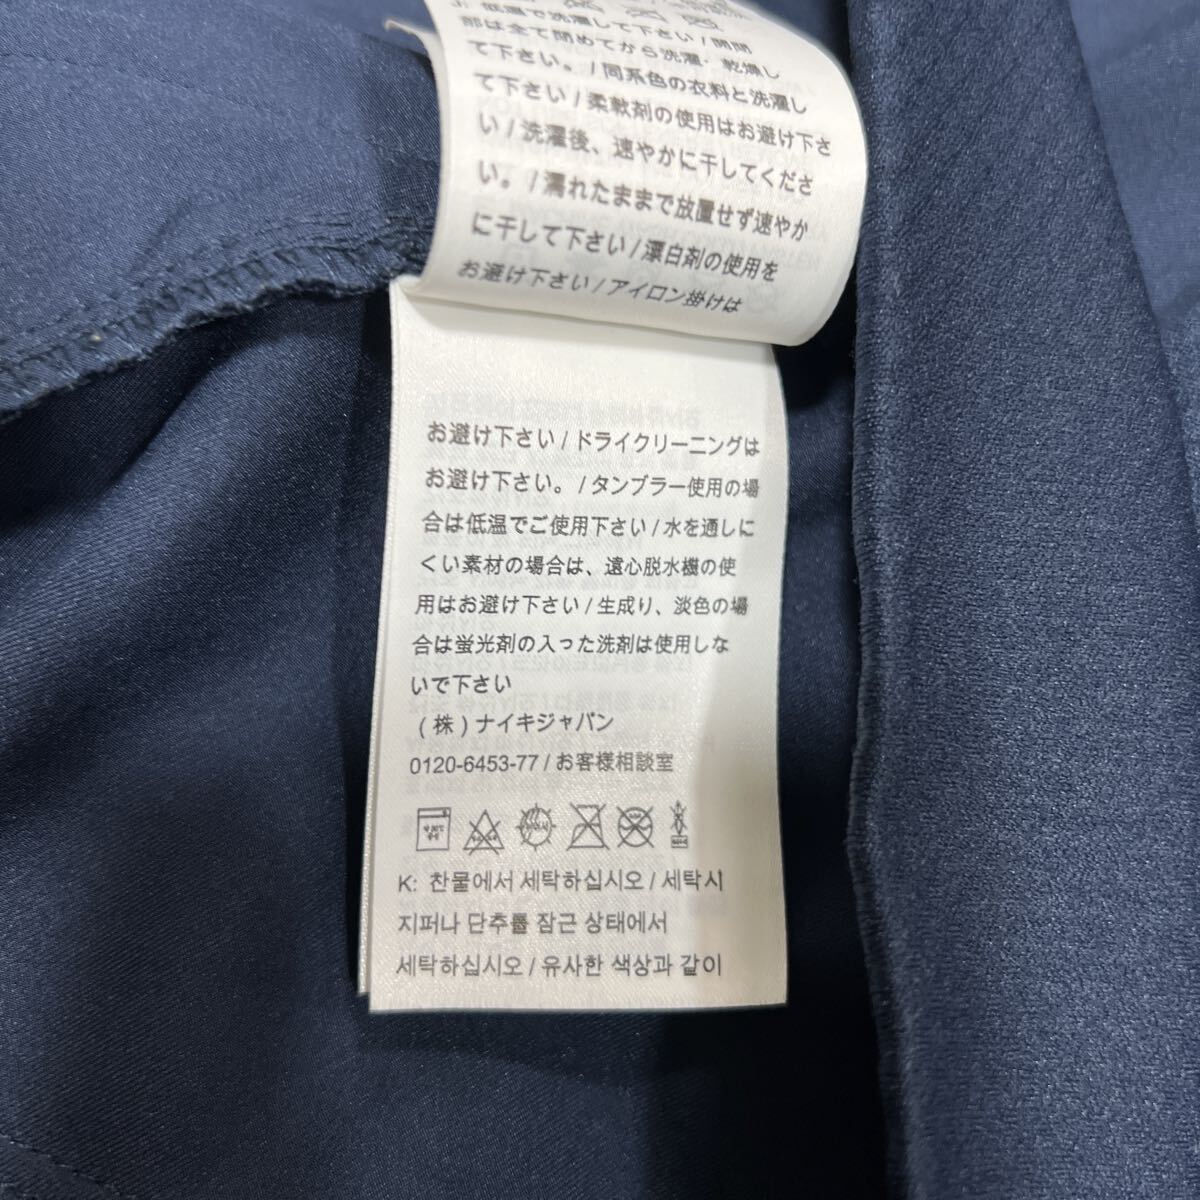 J: 低温で洗濯して下さい / 開閉
部は全て閉めてから洗濯・乾燥し
て下さい。/ 同系色の衣料と洗濯し
て下さい / 柔軟剤の使用はお避け下さ
い / 洗濯後、速やかに干してくださ
い。/ 濡れたままで放置せず速やか
に干して下さい / 漂白剤の使用を
お避け下さい / アイロン掛けは
お避け下さい / ドライクリーニングは
お避け下さい。/ タンブラー使用の場
合は低温でご使用下さい / 水を通しに
くい素材の場合は、遠心脱水機の使
用はお避け下さい / 生成り、淡色の場
合は蛍光剤の入った洗剤は使用しな
いで下さい
(株) ナイキジャパン
0120-6453-77 / お客様相談室
K: 찬물에서 세탁하십시오 / 세탁시
지퍼나 단추를 잠근 상태에서
세탁하십시오 / 유사한 색상과 같이